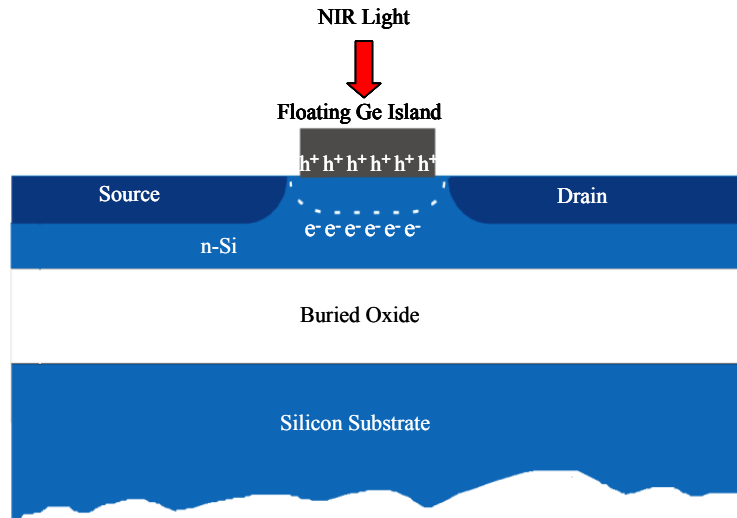 NIR Light
Floating Ge Island
h⁺ h⁺ h⁺ h⁺ h⁺ h⁺
Source
Drain
e⁻ e⁻ e⁻ e⁻ e⁻ e⁻
n-Si
Buried Oxide
Silicon Substrate